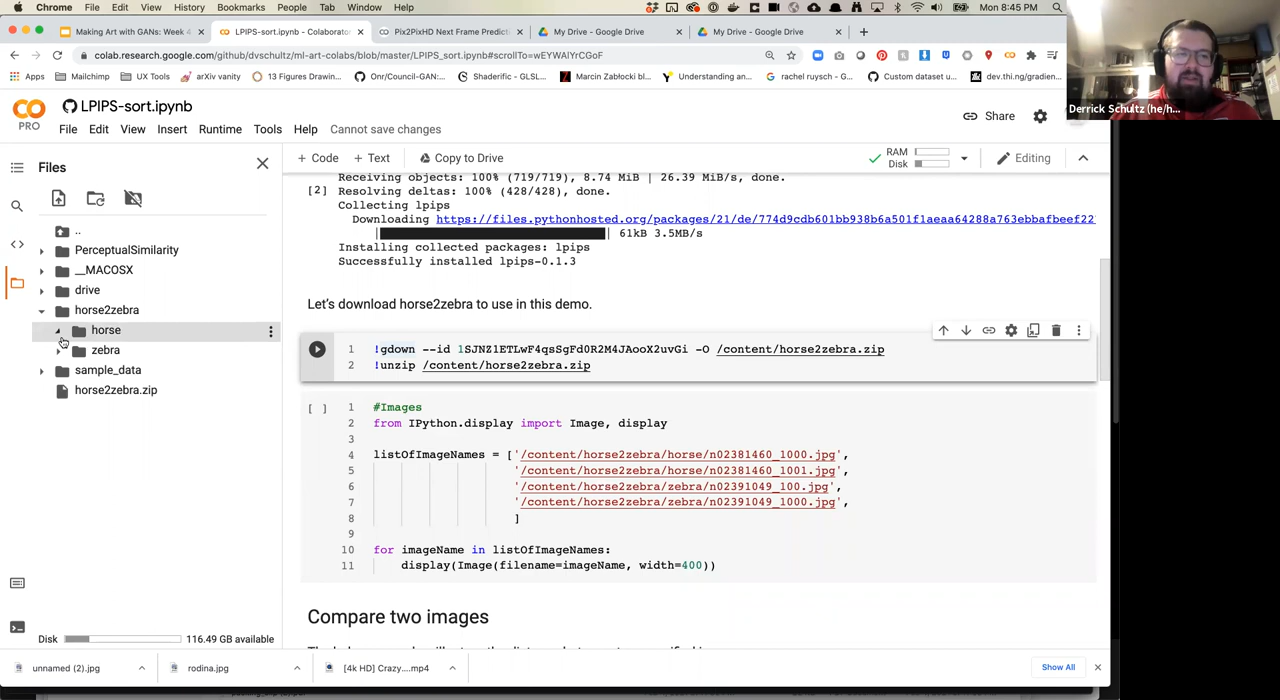 Chrome File Edit View History Bookmarks People Tab Window Help Mon 8:45 PM
Making Art with GANs: Week 4 LPIPS-sort.ipynb - Colaborato Pix2PixHD Next Frame Predicti My Drive - Google Drive My Drive - Google Drive
colab.research.google.com/github/dvschultz/ml-art-colabs/blob/master/LPIPS_sort.ipynb#scrollTo=wEYWAlYrCGoF
Apps Mailchimp UX Tools arXiv vanity 13 Figures Drawn... Onr/Council-GAN:... Shaderific - GLSL... Marcin Zabłocki bl... Understanding an... rachel ruysch - G... Custom dataset u... dev.thi.ng/gradien...
Derrick Schultz (he/h...
CO
PRO
LPIPS-sort.ipynb
File Edit View Insert Runtime Tools Help Cannot save changes
Share
Files
+ Code + Text Copy to Drive
RAM
Disk
Editing
..
PerceptualSimilarity
__MACOSX
drive
horse2zebra
horse
zebra
sample_data
horse2zebra.zip
Disk 116.49 GB available
Receiving objects: 100% (719/719), 8.74 MiB | 26.39 MiB/s, done.
[2] Resolving deltas: 100% (428/428), done.
Collecting lpips
Downloading https://files.pythonhosted.org/packages/21/de/774d9cdb601bb938b6a501f1aeaa64288a763ebbafbeef22
| 61kB 3.5MB/s
Installing collected packages: lpips
Successfully installed lpips-0.1.3
Let's download horse2zebra to use in this demo.
1 !gdown --id 1SJNZlETLwF4qsSgFd0R2M4JAooX2uvGi -O /content/horse2zebra.zip
2 !unzip /content/horse2zebra.zip
[ ] 1 #Images
2 from IPython.display import Image, display
3
4 listOfImageNames = ['/content/horse2zebra/horse/n02381460_1000.jpg',
5 '/content/horse2zebra/horse/n02381460_1001.jpg',
6 '/content/horse2zebra/zebra/n02391049_100.jpg',
7 '/content/horse2zebra/zebra/n02391049_1000.jpg',
8 ]
9
10 for imageName in listOfImageNames:
11 display(Image(filename=imageName, width=400))
Compare two images
unnamed (2).jpg rodina.jpg [4k HD] Crazy....mp4 Show All